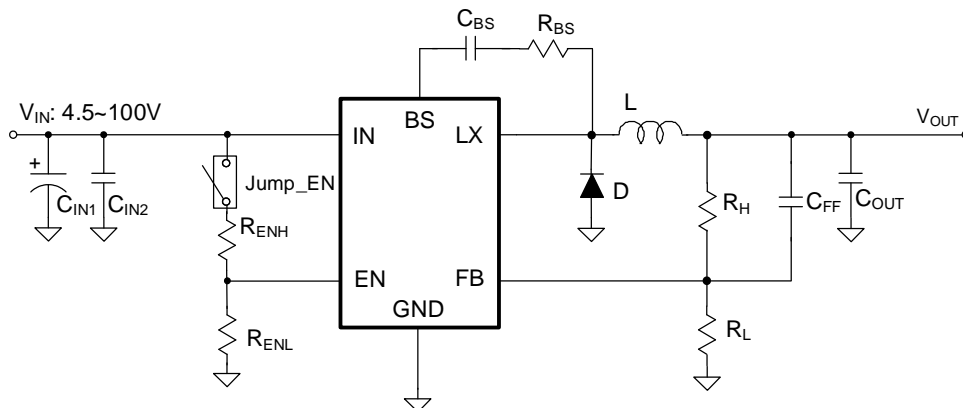 C_BS
R_BS
V_IN: 4.5~100V
BS
IN
LX
L
V_OUT
+
C_IN1
C_IN2
Jump_EN
D
R_H
C_FF
C_OUT
R_ENH
EN
FB
GND
R_ENL
R_L